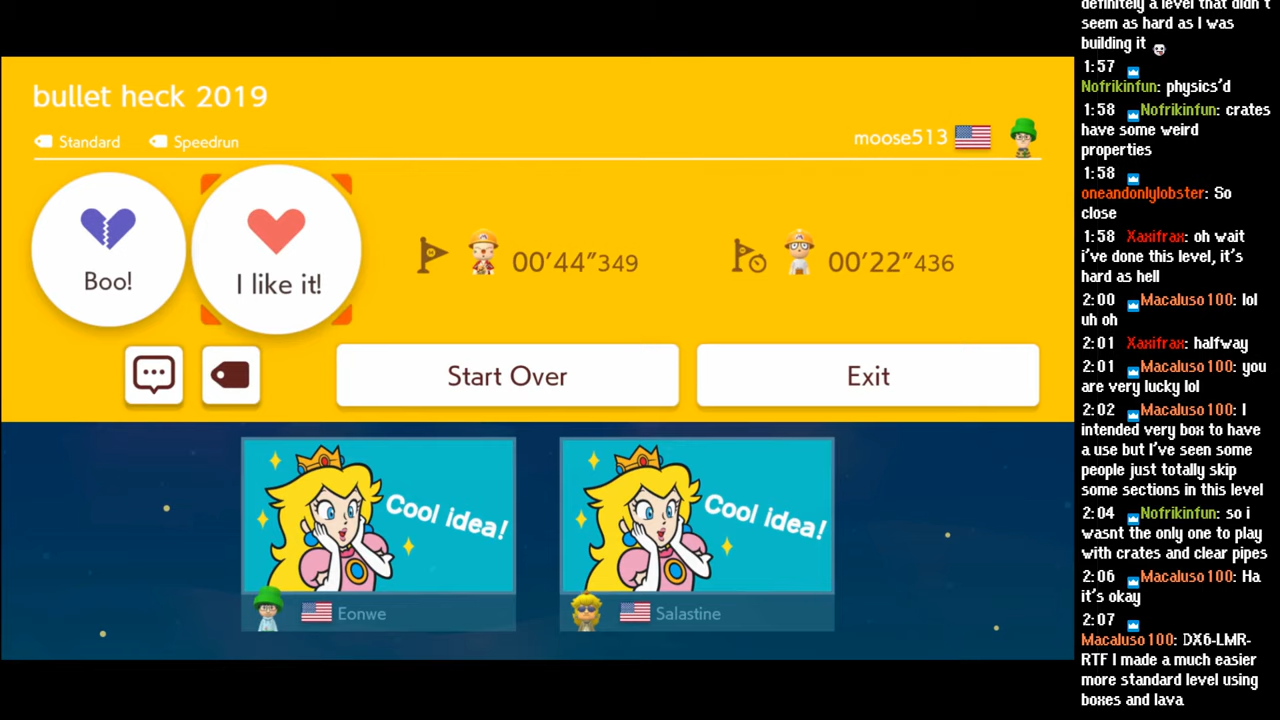 bullet heck 2019
Standard
Speedrun
moose513
Boo!
I like it!
00'44"349
00'22"436
Start Over
Exit
Cool idea!
Cool idea!
Eonwe
Salastine
definitely a level that didn't
seem as hard as I was
building it
1:57
Nofrikinfun: physics'd
1:58 Nofrikinfun: crates
have some weird
properties
1:58
oneandonlylobster: So
close
1:58 Xaxifrax: oh wait
i've done this level, it's
hard as hell
2:00 Macaluso100: lol
uh oh
2:01 Xaxifrax: halfway
2:01 Macaluso100: you
are very lucky lol
2:02 Macaluso100: I
intended very box to have
a use but I've seen some
people just totally skip
some sections in this level
2:04 Nofrikinfun: so i
wasnt the only one to play
with crates and clear pipes
2:06 Macaluso100: Ha
it's okay
2:07
Macaluso100: DX6-LMR-
RTF I made a much easier
more standard level using
boxes and lava